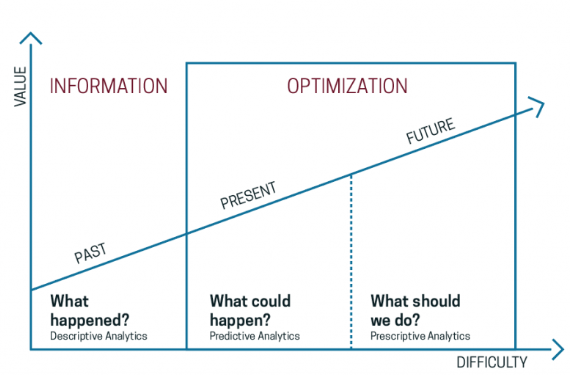 VALUE
INFORMATION
OPTIMIZATION
PAST
PRESENT
FUTURE
What
happened?
Descriptive Analytics
What could
happen?
Predictive Analytics
What should
we do?
Prescriptive Analytics
DIFFICULTY